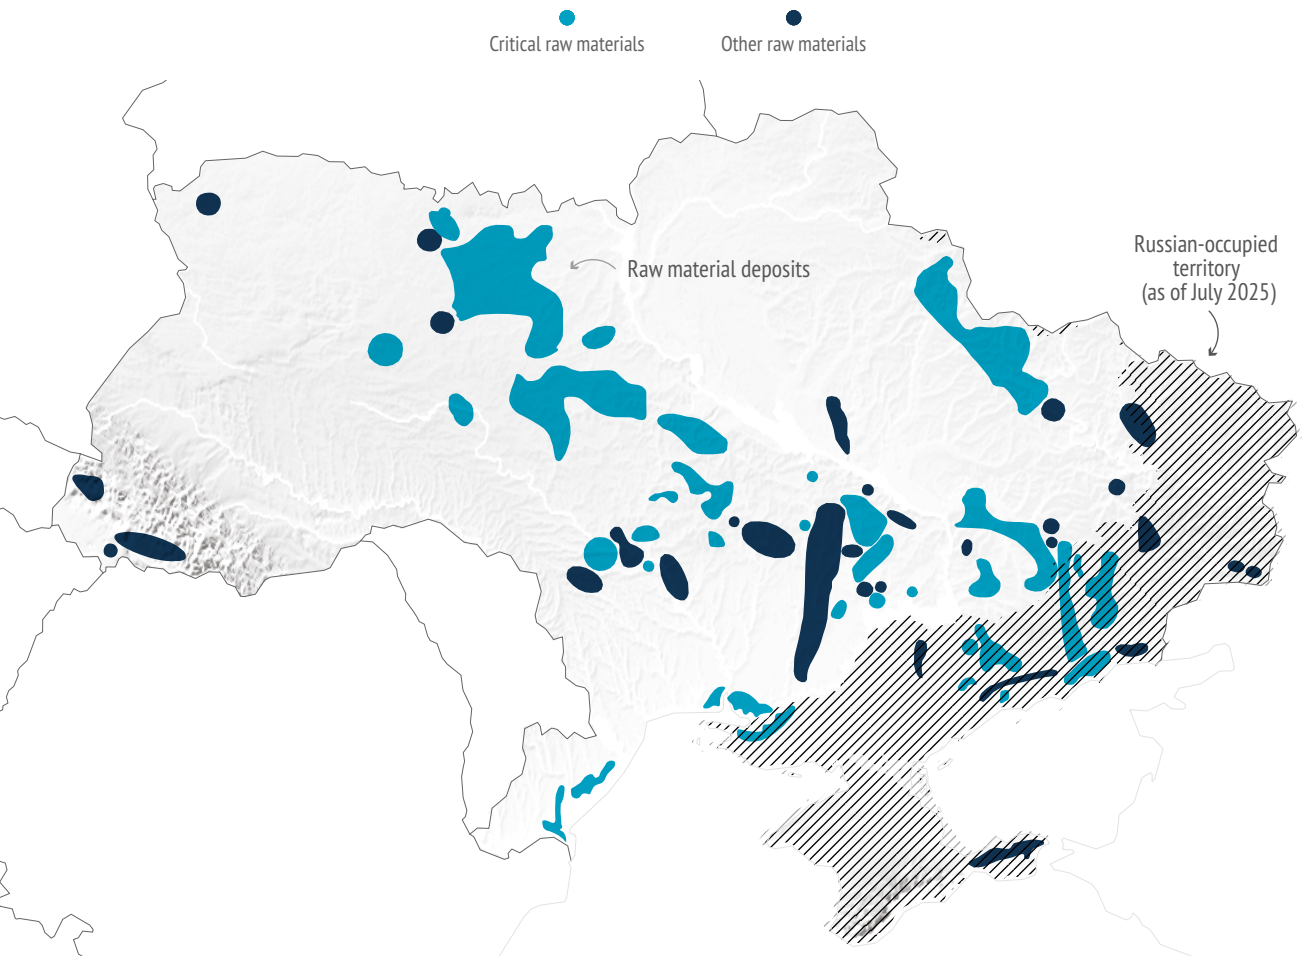 Critical raw materials
Other raw materials
Russian-occupied
territory
(as of July 2025)
Raw material deposits